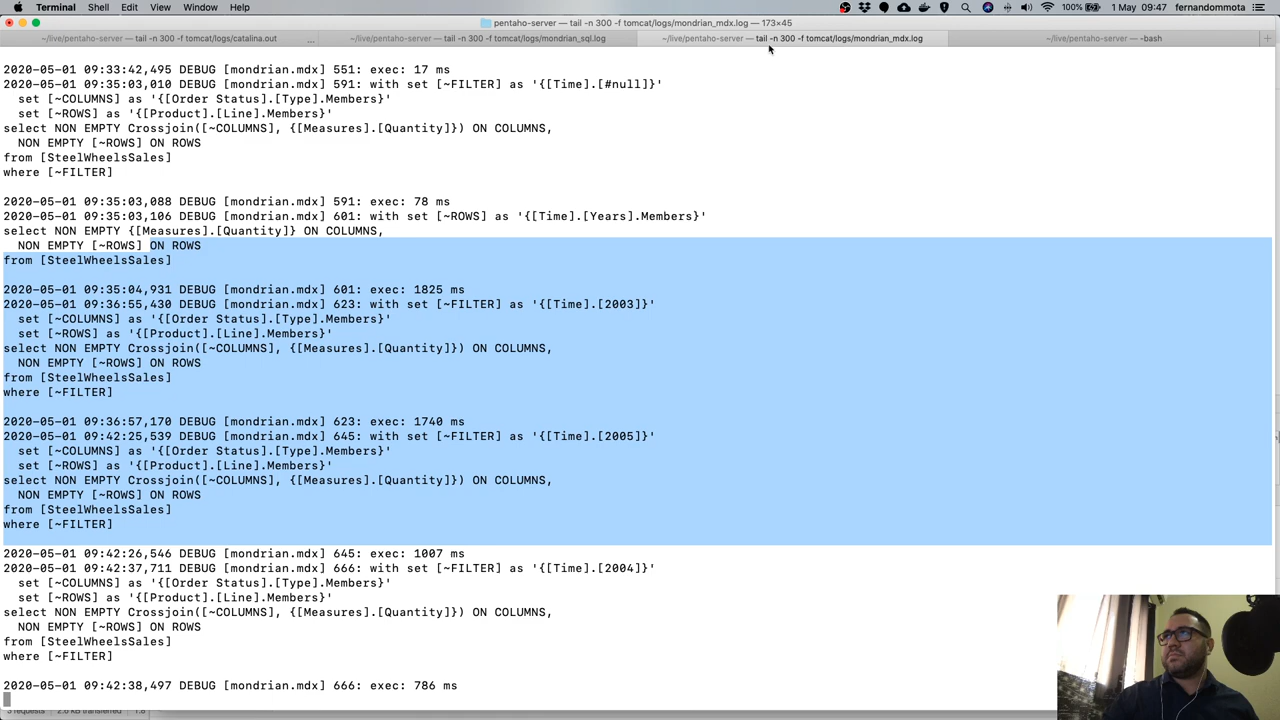 Terminal Shell Edit View Window Help
100% 1 May 09:47
pentaho-server — tail -n 300 -f tomcat/logs/mondrian_mdx.log — 173×45
~/live/pentaho-server — tail -n 300 -f tomcat/logs/catalina.out ... ~/live/pentaho-server — tail -n 300 -f tomcat/logs/mondrian_sql.log ~/live/pentaho-server — tail -n 300 -f tomcat/logs/mondrian_mdx.log ~/live/pentaho-server — -bash +
2020-05-01 09:33:42,495 DEBUG [mondrian.mdx] 551: exec: 17 ms
2020-05-01 09:35:03,010 DEBUG [mondrian.mdx] 591: with set [~FILTER] as '{[Time].[#null]}'
set [~COLUMNS] as '{[Order Status].[Type].Members}'
set [~ROWS] as '{[Product].[Line].Members}'
select NON EMPTY Crossjoin([~COLUMNS], {[Measures].[Quantity]}) ON COLUMNS,
NON EMPTY [~ROWS] ON ROWS
from [SteelWheelsSales]
where [~FILTER]
2020-05-01 09:35:03,088 DEBUG [mondrian.mdx] 591: exec: 78 ms
2020-05-01 09:35:03,106 DEBUG [mondrian.mdx] 601: with set [~ROWS] as '{[Time].[Years].Members}'
select NON EMPTY {[Measures].[Quantity]} ON COLUMNS,
NON EMPTY [~ROWS] ON ROWS
from [SteelWheelsSales]
2020-05-01 09:35:04,931 DEBUG [mondrian.mdx] 601: exec: 1825 ms
2020-05-01 09:36:55,430 DEBUG [mondrian.mdx] 623: with set [~FILTER] as '{[Time].[2003]}'
set [~COLUMNS] as '{[Order Status].[Type].Members}'
set [~ROWS] as '{[Product].[Line].Members}'
select NON EMPTY Crossjoin([~COLUMNS], {[Measures].[Quantity]}) ON COLUMNS,
NON EMPTY [~ROWS] ON ROWS
from [SteelWheelsSales]
where [~FILTER]
2020-05-01 09:36:57,170 DEBUG [mondrian.mdx] 623: exec: 1740 ms
2020-05-01 09:42:25,539 DEBUG [mondrian.mdx] 645: with set [~FILTER] as '{[Time].[2005]}'
set [~COLUMNS] as '{[Order Status].[Type].Members}'
set [~ROWS] as '{[Product].[Line].Members}'
select NON EMPTY Crossjoin([~COLUMNS], {[Measures].[Quantity]}) ON COLUMNS,
NON EMPTY [~ROWS] ON ROWS
from [SteelWheelsSales]
where [~FILTER]
2020-05-01 09:42:26,546 DEBUG [mondrian.mdx] 645: exec: 1007 ms
2020-05-01 09:42:37,711 DEBUG [mondrian.mdx] 666: with set [~FILTER] as '{[Time].[2004]}'
set [~COLUMNS] as '{[Order Status].[Type].Members}'
set [~ROWS] as '{[Product].[Line].Members}'
select NON EMPTY Crossjoin([~COLUMNS], {[Measures].[Quantity]}) ON COLUMNS,
NON EMPTY [~ROWS] ON ROWS
from [SteelWheelsSales]
where [~FILTER]
2020-05-01 09:42:38,497 DEBUG [mondrian.mdx] 666: exec: 786 ms